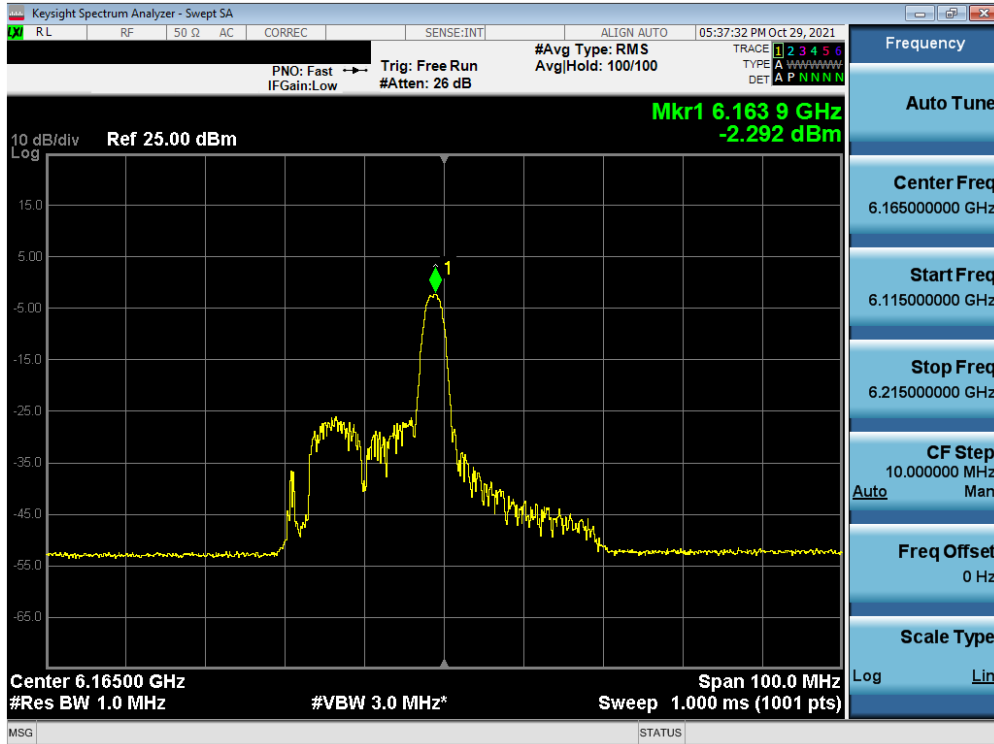 Keysight Spectrum Analyzer - Swept SA
LXI RL RF 50 Ω AC CORREC SENSE:INT ALIGN AUTO 05:37:32 PM Oct 29, 2021
PNO: Fast
IFGain:Low
Trig: Free Run
#Atten: 26 dB
#Avg Type: RMS
Avg|Hold: 100/100
TRACE 1 2 3 4 5 6
TYPE A WWWWW
DET A P N N N N
Mkr1 6.163 9 GHz
-2.292 dBm
10 dB/div
Log
Ref 25.00 dBm
15.0
5.00
-5.00
-15.0
-25.0
-35.0
-45.0
-55.0
-65.0
1
Center 6.16500 GHz
#Res BW 1.0 MHz
#VBW 3.0 MHz*
Span 100.0 MHz
Sweep 1.000 ms (1001 pts)
MSG
STATUS
Frequency
Auto Tune
Center Freq
6.165000000 GHz
Start Freq
6.115000000 GHz
Stop Freq
6.215000000 GHz
CF Step
10.000000 MHz
Auto Man
Freq Offset
0 Hz
Scale Type
Log Lin